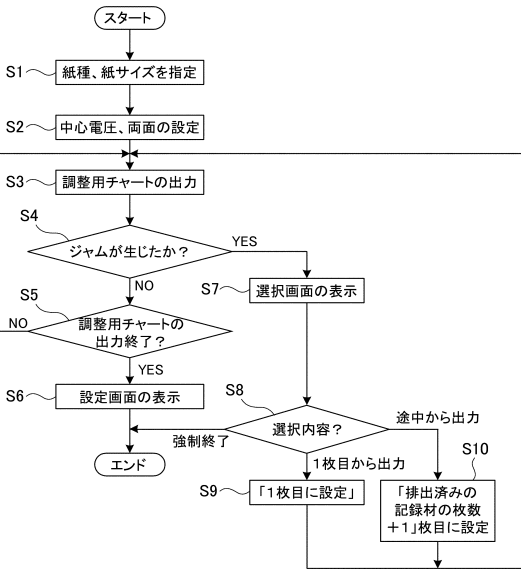 スタート
S1
紙種、紙サイズを指定
S2
中心電圧、両面の設定
S3
調整用チャートの出力
S4
ジャムが生じたか？
YES
NO
S7
選択画面の表示
S5
NO
調整用チャートの
出力終了？
YES
S6
設定画面の表示
S8
選択内容？
途中から出力
強制終了
エンド
1枚目から出力
S10
S9
「1枚目に設定」
「排出済みの
記録材の枚数
＋1」枚目に設定